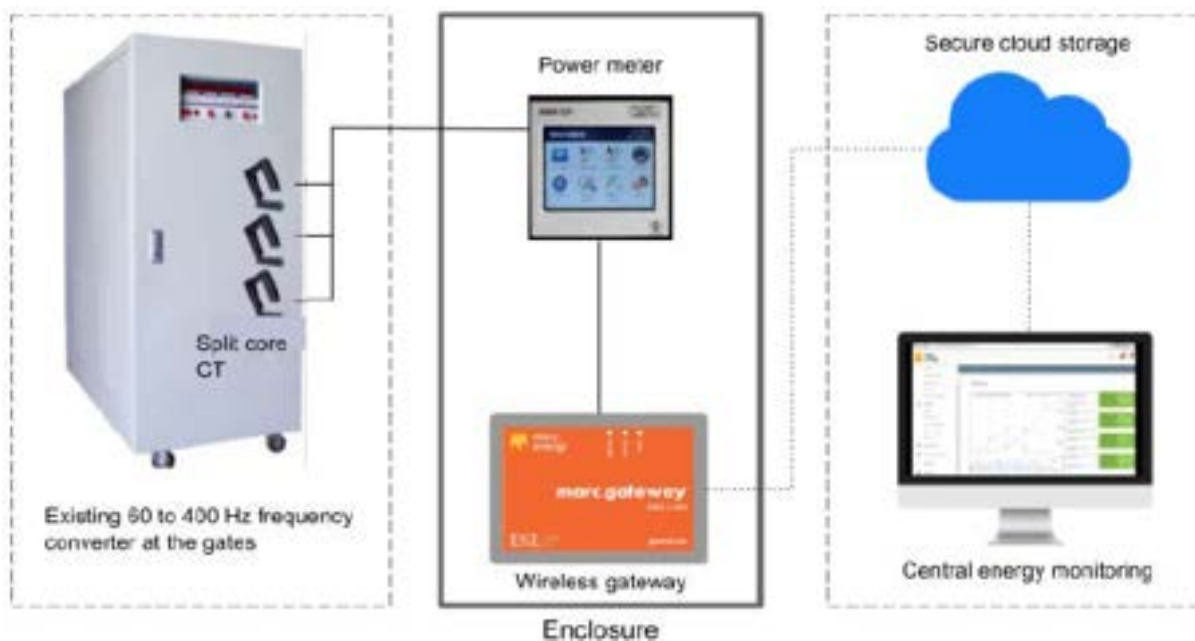 Split core
CT
Existing 60 to 400 Hz frequency
converter at the gates
Power meter
marc.gateway
ESL
Wireless gateway
Enclosure
Secure cloud storage
Central energy monitoring